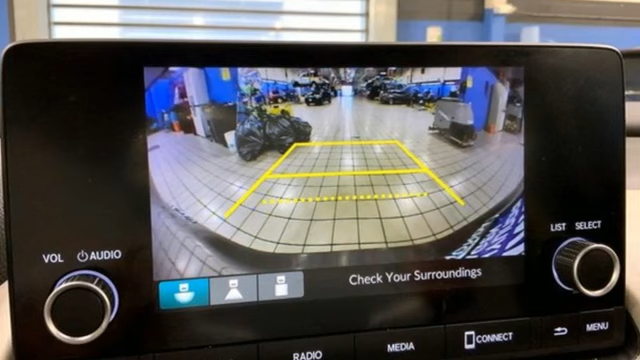 VOL AUDIO
LIST SELECT
Check Your Surroundings
RADIO MEDIA CONNECT MENU